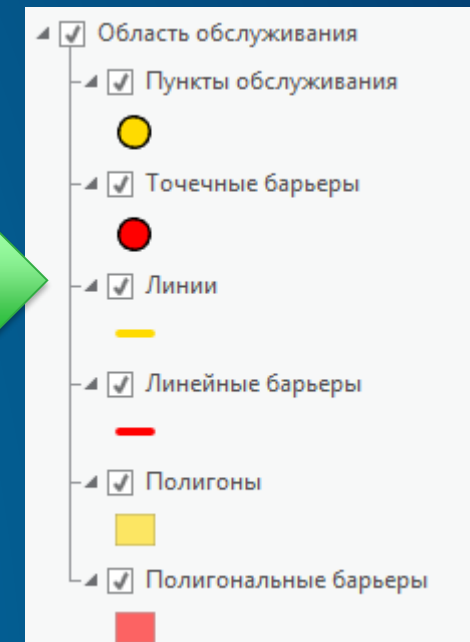 Область обслуживания
Пункты обслуживания
Точечные барьеры
Линии
Линейные барьеры
Полигоны
Полигональные барьеры